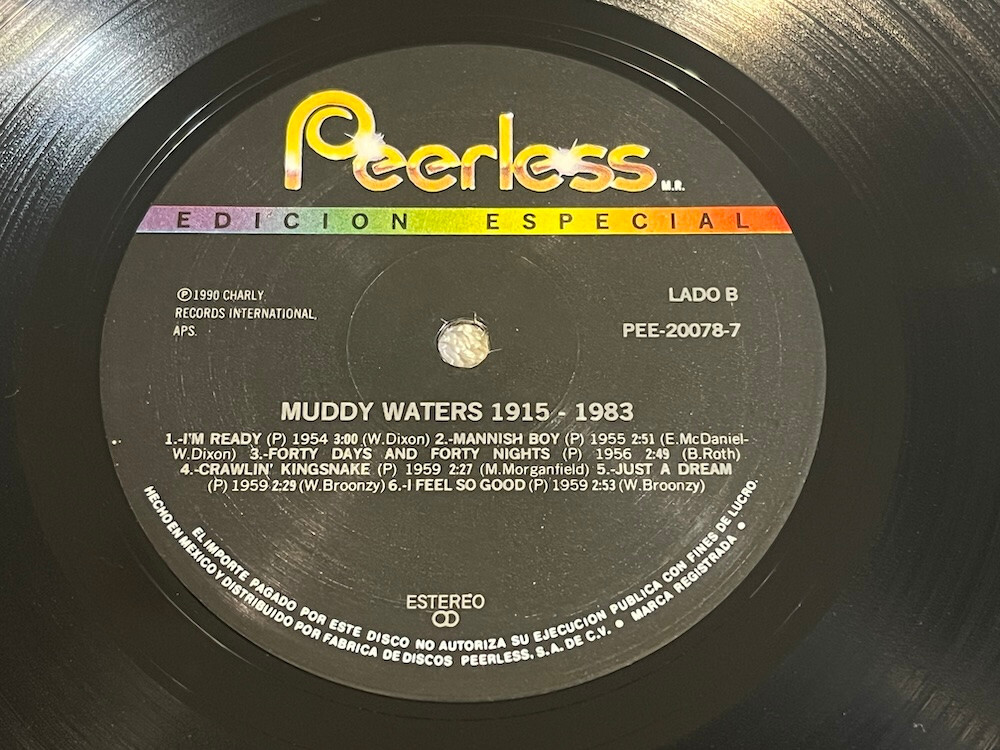 Peerless M.R.
EDICION ESPECIAL
Ⓟ1990 CHARLY
RECORDS INTERNATIONAL,
APS.
LADO B
PEE-20078-7
MUDDY WATERS 1915 - 1983
1.-I'M READY (P) 1954 3:00 (W.Dixon) 2.-MANNISH BOY (P) 1955 2:51 (E.McDaniel-
W.Dixon) 3.-FORTY DAYS AND FORTY NIGHTS (P) 1956 2:49 (B.Roth)
4.-CRAWLIN' KINGSNAKE (P) 1959 2:27 (M.Morganfield) 5.-JUST A DREAM
(P) 1959 2:29 (W.Broonzy) 6.-I FEEL SO GOOD (P) 1959 2:53 (W.Broonzy)
ESTEREO
EL IMPORTE PAGADO POR ESTE DISCO NO AUTORIZA SU EJECUCION PUBLICA CON FINES DE LUCRO.
HECHO EN MEXICO Y DISTRIBUIDO POR FABRICA DE DISCOS PEERLESS, S.A. DE C.V. • MARCA REGISTRADA •